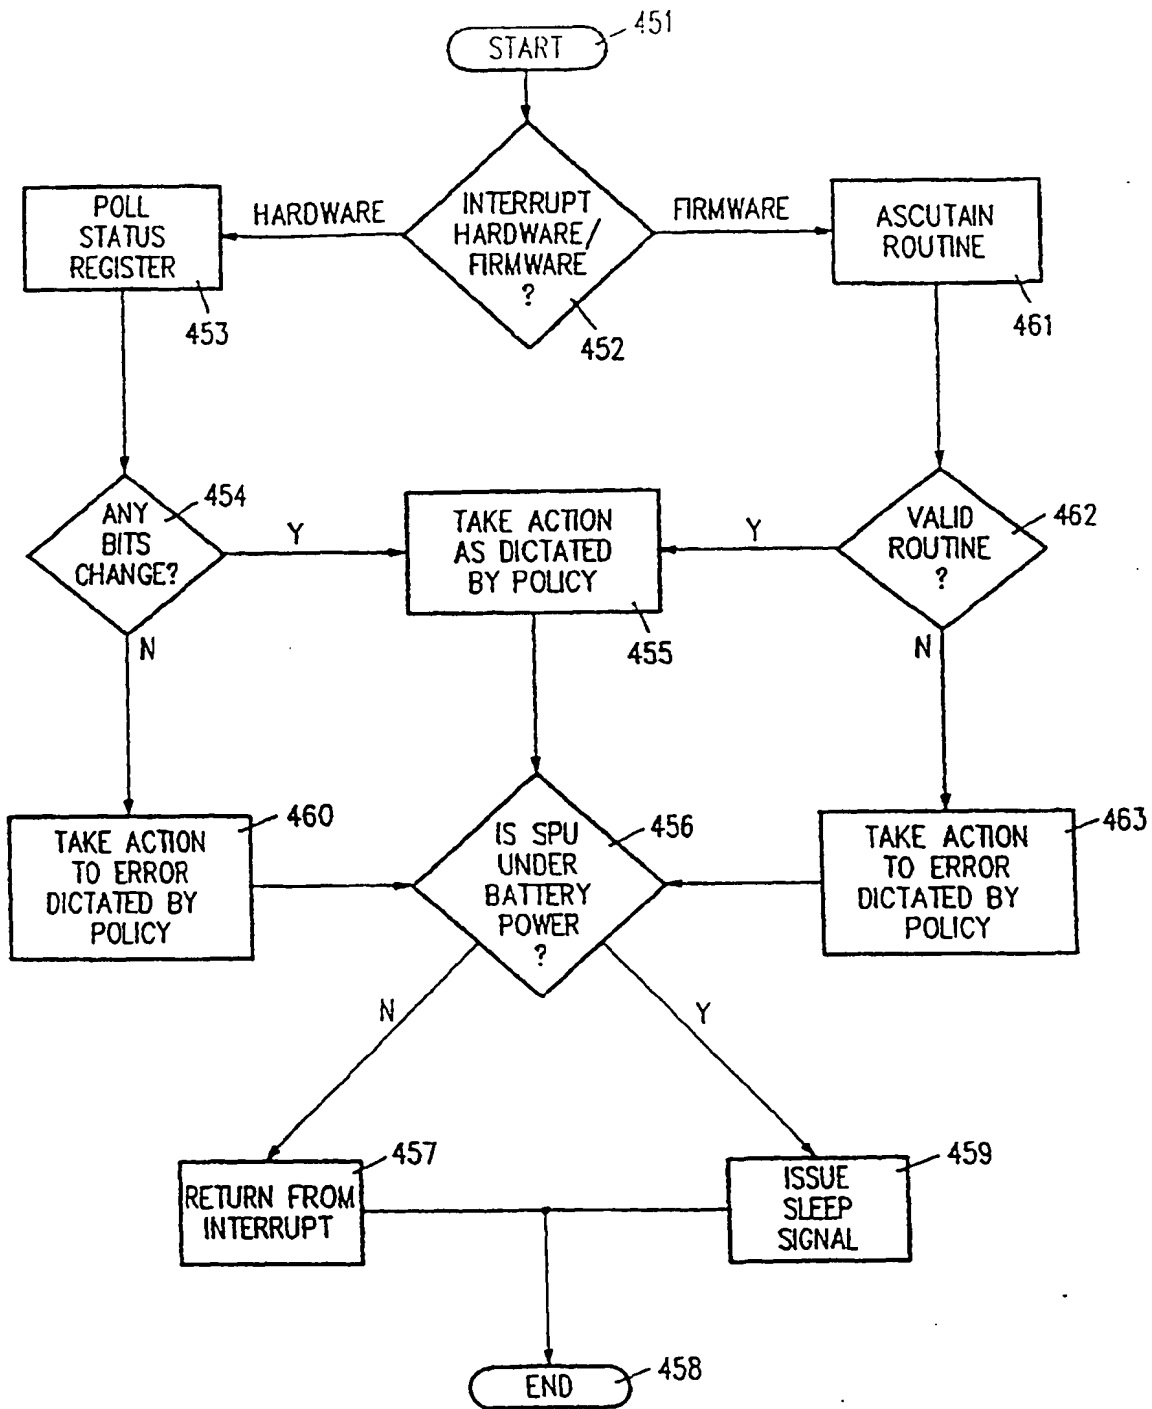 START
451
INTERRUPT
HARDWARE/
FIRMWARE
?
452
HARDWARE
FIRMWARE
POLL
STATUS
REGISTER
453
ASCUTAIN
ROUTINE
461
ANY
BITS
CHANGE?
454
Y
N
TAKE ACTION
AS DICTATED
BY POLICY
455
VALID
ROUTINE
?
462
Y
N
TAKE ACTION
TO ERROR
DICTATED BY
POLICY
460
IS SPU
UNDER
BATTERY
POWER
?
456
TAKE ACTION
TO ERROR
DICTATED BY
POLICY
463
N
Y
RETURN FROM
INTERRUPT
457
ISSUE
SLEEP
SIGNAL
459
END
458